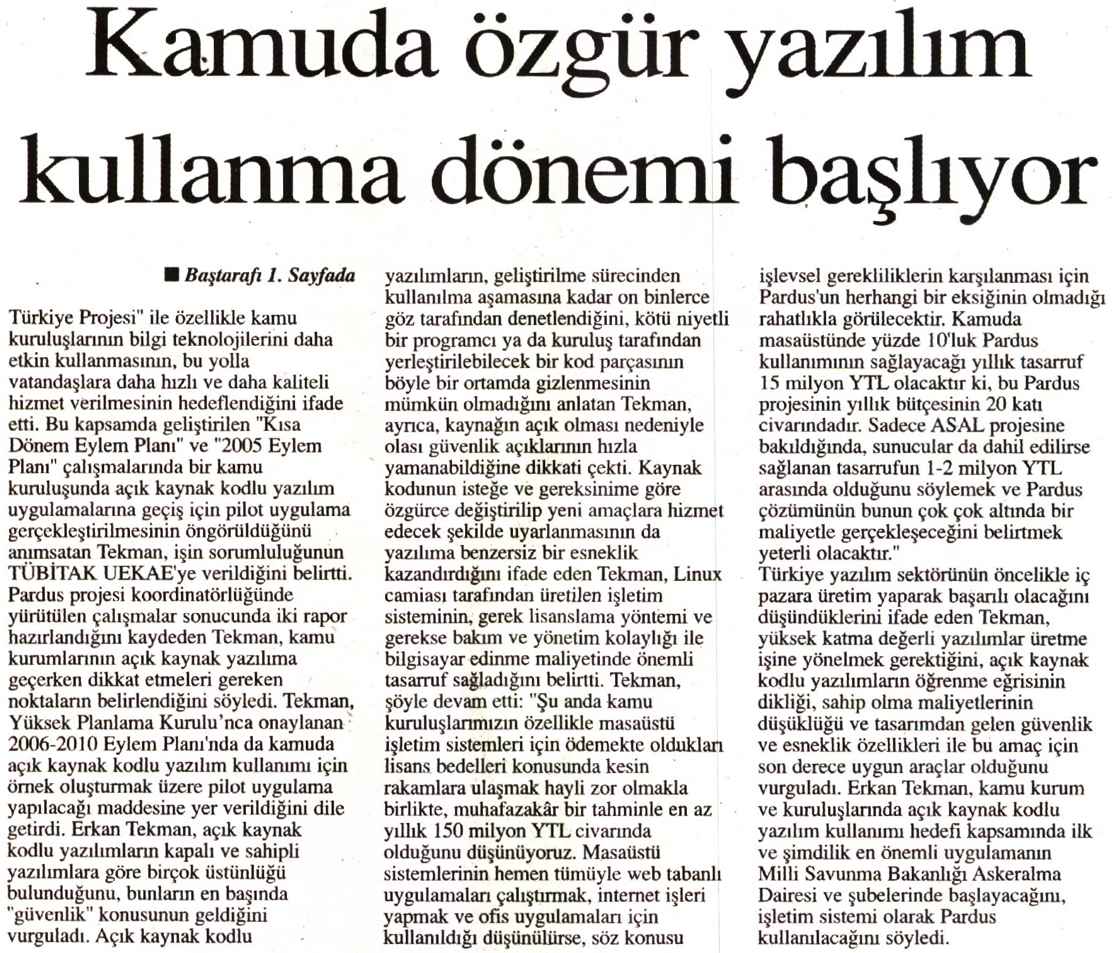 Kamuda özgür yazılım
kullanma dönemi başlıyor
■ Baştarafı 1. Sayfada
Türkiye Projesi" ile özellikle kamu
kuruluşlarının bilgi teknolojilerini daha
etkin kullanmasının, bu yolla
vatandaşlara daha hızlı ve daha kaliteli
hizmet verilmesinin hedeflendiğini ifade
etti. Bu kapsamda geliştirilen "Kısa
Dönem Eylem Planı" ve "2005 Eylem
Planı" çalışmalarında bir kamu
kuruluşunda açık kaynak kodlu yazılım
uygulamalarına geçiş için pilot uygulama
gerçekleştirilmesinin öngörüldüğünü
anımsatan Tekman, işin sorumluluğunun
TÜBİTAK UEKAE'ye verildiğini belirtti.
Pardus projesi koordinatörlüğünde
yürütülen çalışmalar sonucunda iki rapor
hazırlandığını kaydeden Tekman, kamu
kurumlarının açık kaynak yazılıma
geçerken dikkat etmeleri gereken
noktaların belirlendiğini söyledi. Tekman,
Yüksek Planlama Kurulu'nca onaylanan
2006-2010 Eylem Planı'nda da kamuda
açık kaynak kodlu yazılım kullanımı için
örnek oluşturmak üzere pilot uygulama
yapılacağı maddesine yer verildiğini dile
getirdi. Erkan Tekman, açık kaynak
kodlu yazılımların kapalı ve sahipli
yazılımlara göre birçok üstünlüğü
bulunduğunu, bunların en başında
"güvenlik" konusunun geldiğini
vurguladı. Açık kaynak kodlu
yazılımların, geliştirilme sürecinden
kullanılma aşamasına kadar on binlerce
göz tarafından denetlendiğini, kötü niyetli
bir programcı ya da kuruluş tarafından
yerleştirilebilecek bir kod parçasının
böyle bir ortamda gizlenmesinin
mümkün olmadığını anlatan Tekman,
ayrıca, kaynağın açık olması nedeniyle
olası güvenlik açıklarının hızla
yamanabildiğine dikkati çekti. Kaynak
kodunun isteğe ve gereksinime göre
özgürce değiştirilip yeni amaçlara hizmet
edecek şekilde uyarlanmasının da
yazılıma benzersiz bir esneklik
kazandırdığını ifade eden Tekman, Linux
camiası tarafından üretilen işletim
sisteminin, gerek lisanslama yöntemi ve
gerekse bakım ve yönetim kolaylığı ile
bilgisayar edinme maliyetinde önemli
tasarruf sağladığını belirtti. Tekman,
şöyle devam etti: "Şu anda kamu
kuruluşlarımızın özellikle masaüstü
işletim sistemleri için ödemekte oldukları
lisans bedelleri konusunda kesin
rakamlara ulaşmak hayli zor olmakla
birlikte, muhafazakâr bir tahminle en az
yıllık 150 milyon YTL civarında
olduğunu düşünüyoruz. Masaüstü
sistemlerinin hemen tümüyle web tabanlı
uygulamaları çalıştırmak, internet işleri
yapmak ve ofis uygulamaları için
kullanıldığı düşünülürse, söz konusu
işlevsel gerekliliklerin karşılanması için
Pardus'un herhangi bir eksiğinin olmadığı
rahatlıkla görülecektir. Kamuda
masaüstünde yüzde 10'luk Pardus
kullanımının sağlayacağı yıllık tasarruf
15 milyon YTL olacaktır ki, bu Pardus
projesinin yıllık bütçesinin 20 katı
civarındadır. Sadece ASAL projesine
bakıldığında, sunucular da dahil edilirse
sağlanan tasarrufun 1-2 milyon YTL
arasında olduğunu söylemek ve Pardus
çözümünün bunun çok çok altında bir
maliyetle gerçekleşeceğini belirtmek
yeterli olacaktır."
Türkiye yazılım sektörünün öncelikle iç
pazara üretim yaparak başarılı olacağını
düşündüklerini ifade eden Tekman,
yüksek katma değerli yazılımlar üretme
işine yönelmek gerektiğini, açık kaynak
kodlu yazılımların öğrenme eğrisinin
dikliği, sahip olma maliyetlerinin
düşüklüğü ve tasarımdan gelen güvenlik
ve esneklik özellikleri ile bu amaç için
son derece uygun araçlar olduğunu
vurguladı. Erkan Tekman, kamu kurum
ve kuruluşlarında açık kaynak kodlu
yazılım kullanımı hedefi kapsamında ilk
ve şimdilik en önemli uygulamanın
Milli Savunma Bakanlığı Askeralma
Dairesi ve şubelerinde başlayacağını,
işletim sistemi olarak Pardus
kullanılacağını söyledi.